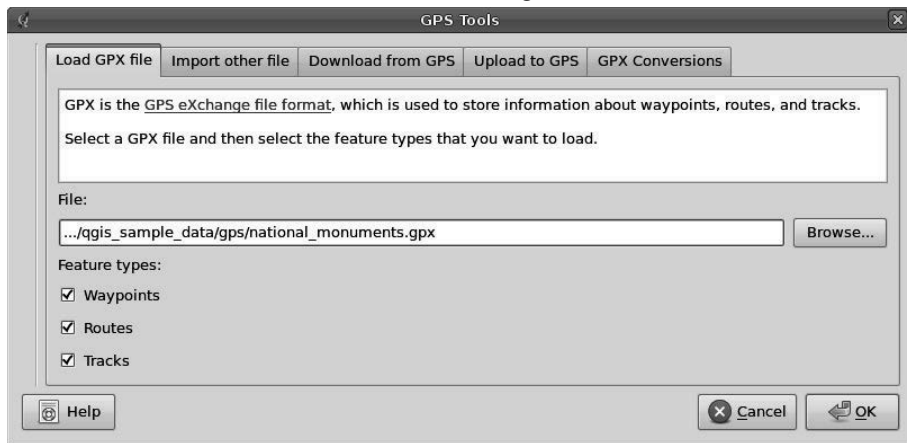 GPS Tools
Load GPX file Import other file Download from GPS Upload to GPS GPX Conversions
GPX is the GPS eXchange file format, which is used to store information about waypoints, routes, and tracks.
Select a GPX file and then select the feature types that you want to load.
File:
.../qgis_sample_data/gps/national_monuments.gpx Browse...
Feature types:
Waypoints
Routes
Tracks
Help Cancel OK